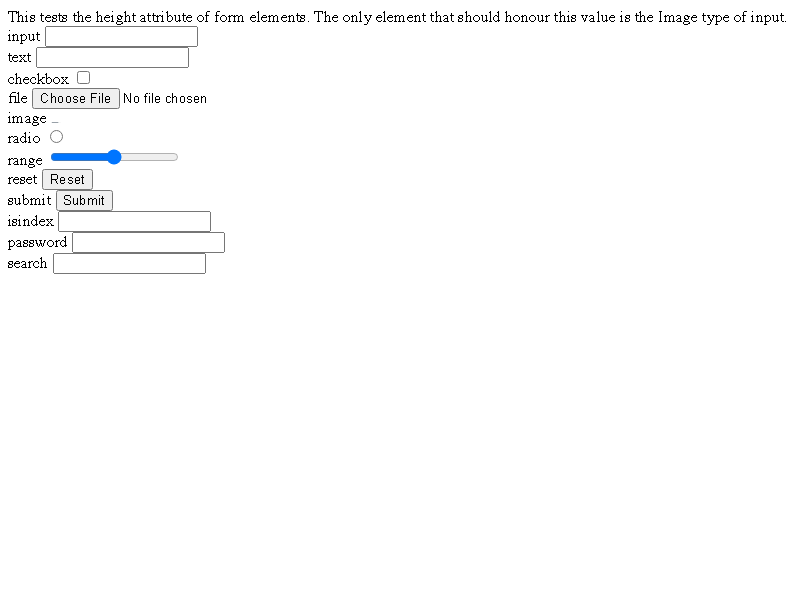 This tests the height attribute of form elements. The only element that should honour this value is the Image type of input.
input
text
checkbox
file Choose File No file chosen
image
radio
range
reset Reset
submit Submit
isindex
password
search